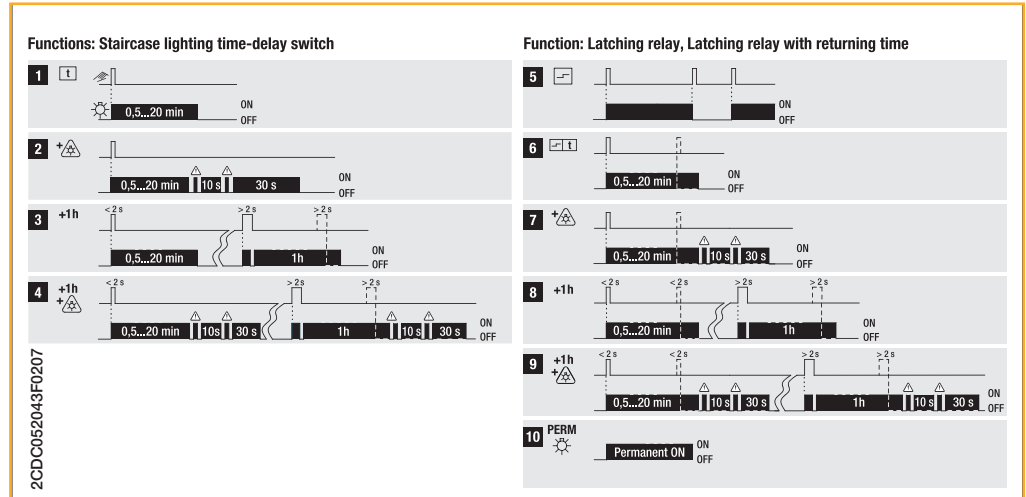 Functions: Staircase lighting time-delay switch
1 t
0,5...20 min ON
OFF
2 +
0,5...20 min 10 s 30 s ON
OFF
3 +1h < 2 s > 2 s > 2 s
0,5...20 min 1h ON
OFF
4 +1h + < 2 s > 2 s > 2 s
0,5...20 min 10s 30 s 1h 10 s 30 s ON
OFF
2CDC052043F0207
Function: Latching relay, Latching relay with returning time
5
ON
OFF
6 t
0,5...20 min ON
OFF
7 +
0,5...20 min 10 s 30 s ON
OFF
8 +1h < 2 s < 2 s > 2 s > 2 s
0,5...20 min 1h ON
OFF
9 +1h + < 2 s < 2 s > 2 s > 2 s
0,5...20 min 10 s 30 s 1h 10 s 30 s ON
OFF
10 PERM
Permanent ON ON
OFF